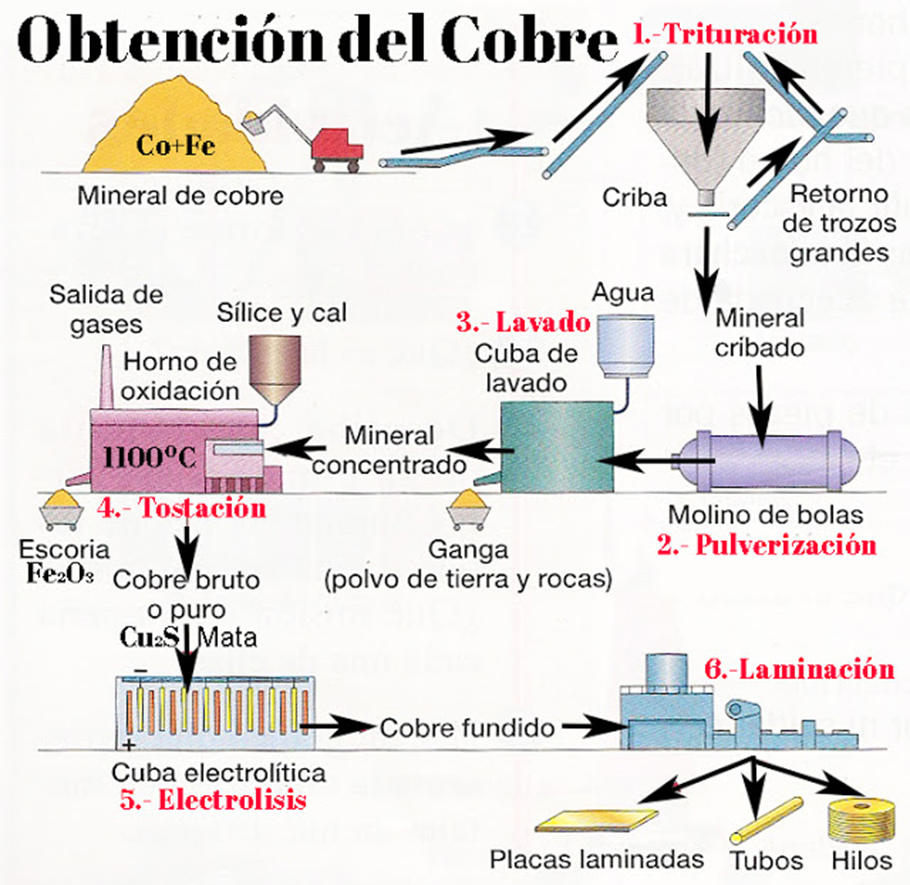 Obtención del Cobre
1.-Trituración
Co+Fe
Mineral de cobre
Criba
Retorno
de trozos
grandes
Mineral
cribado
Molino de bolas
2.- Pulverización
Agua
3.- Lavado
Cuba de
lavado
Ganga
(polvo de tierra y rocas)
Mineral
concentrado
Sílice y cal
Salida de
gases
Horno de
oxidación
1100ºC
4.- Tostación
Escoria
Fe₂O₃
Cobre bruto
o puro
Cu₂S Mata
−
+
Cuba electrolítica
5.- Electrolisis
Cobre fundido
6.-Laminación
Placas laminadas
Tubos
Hilos